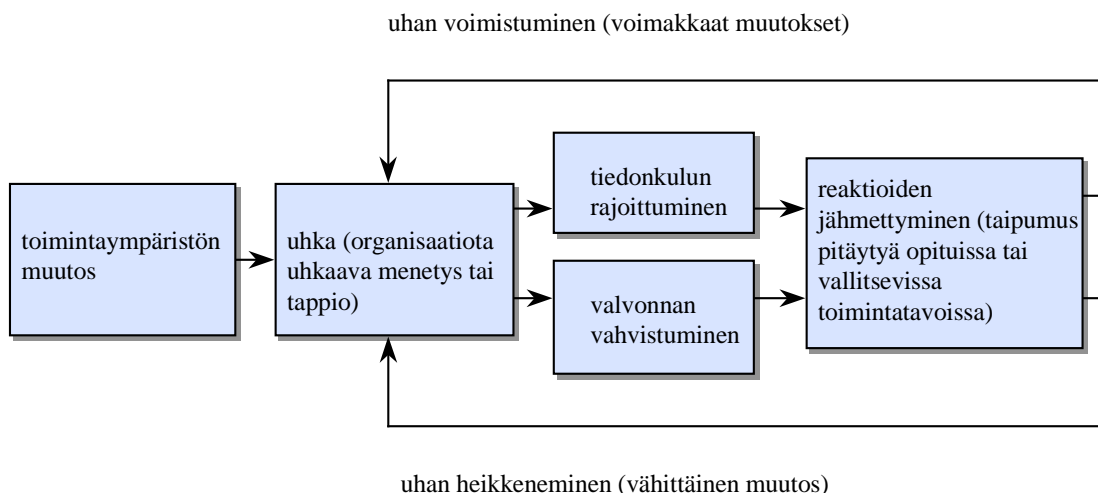 uhan voimistuminen (voimakkaat muutokset)
toimintaympäristön
muutos
uhka (organisaatiota
uhkaava menetys tai
tappio)
tiedonkulun
rajoittuminen
valvonnan
vahvistuminen
reaktioiden
jähmettyminen (taipumus
pitäytyä opituissa tai
vallitsevissa
toimintatavoissa)
uhan heikkeneminen (vähittäinen muutos)